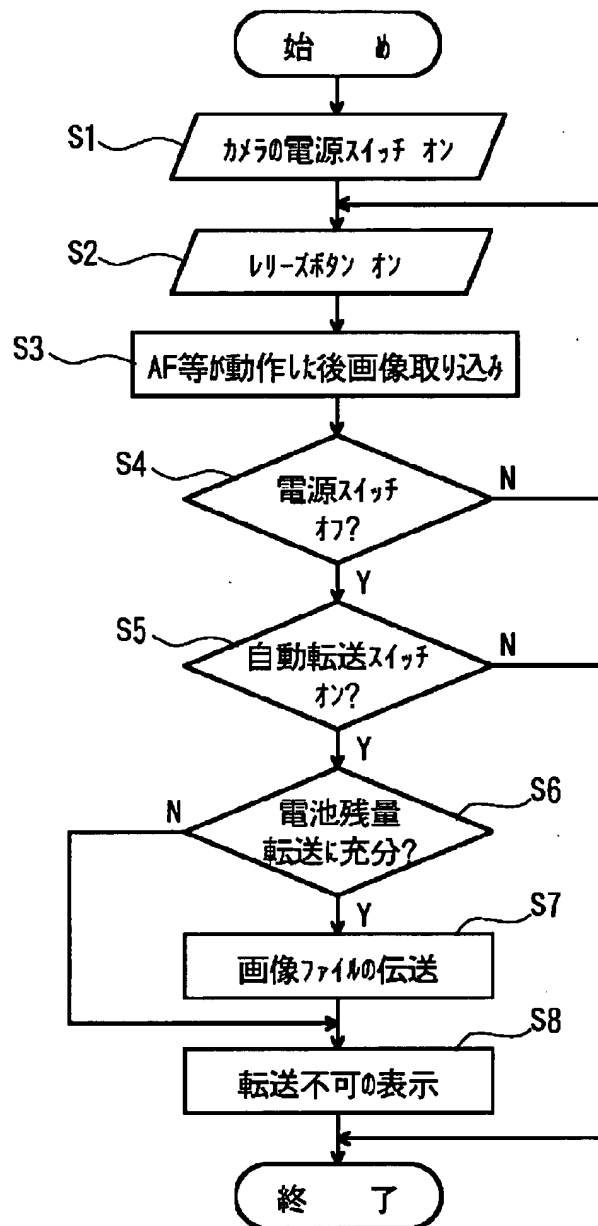 始 め
S1
カメラの電源スイッチ オン
S2
レリーズボタン オン
S3
AF等が動作した後画像取り込み
S4
電源スイッチ
オフ?
N
Y
S5
自動転送スイッチ
オン?
N
Y
S6
電池残量
転送に充分?
N
Y
S7
画像ファイルの伝送
S8
転送不可の表示
終 了